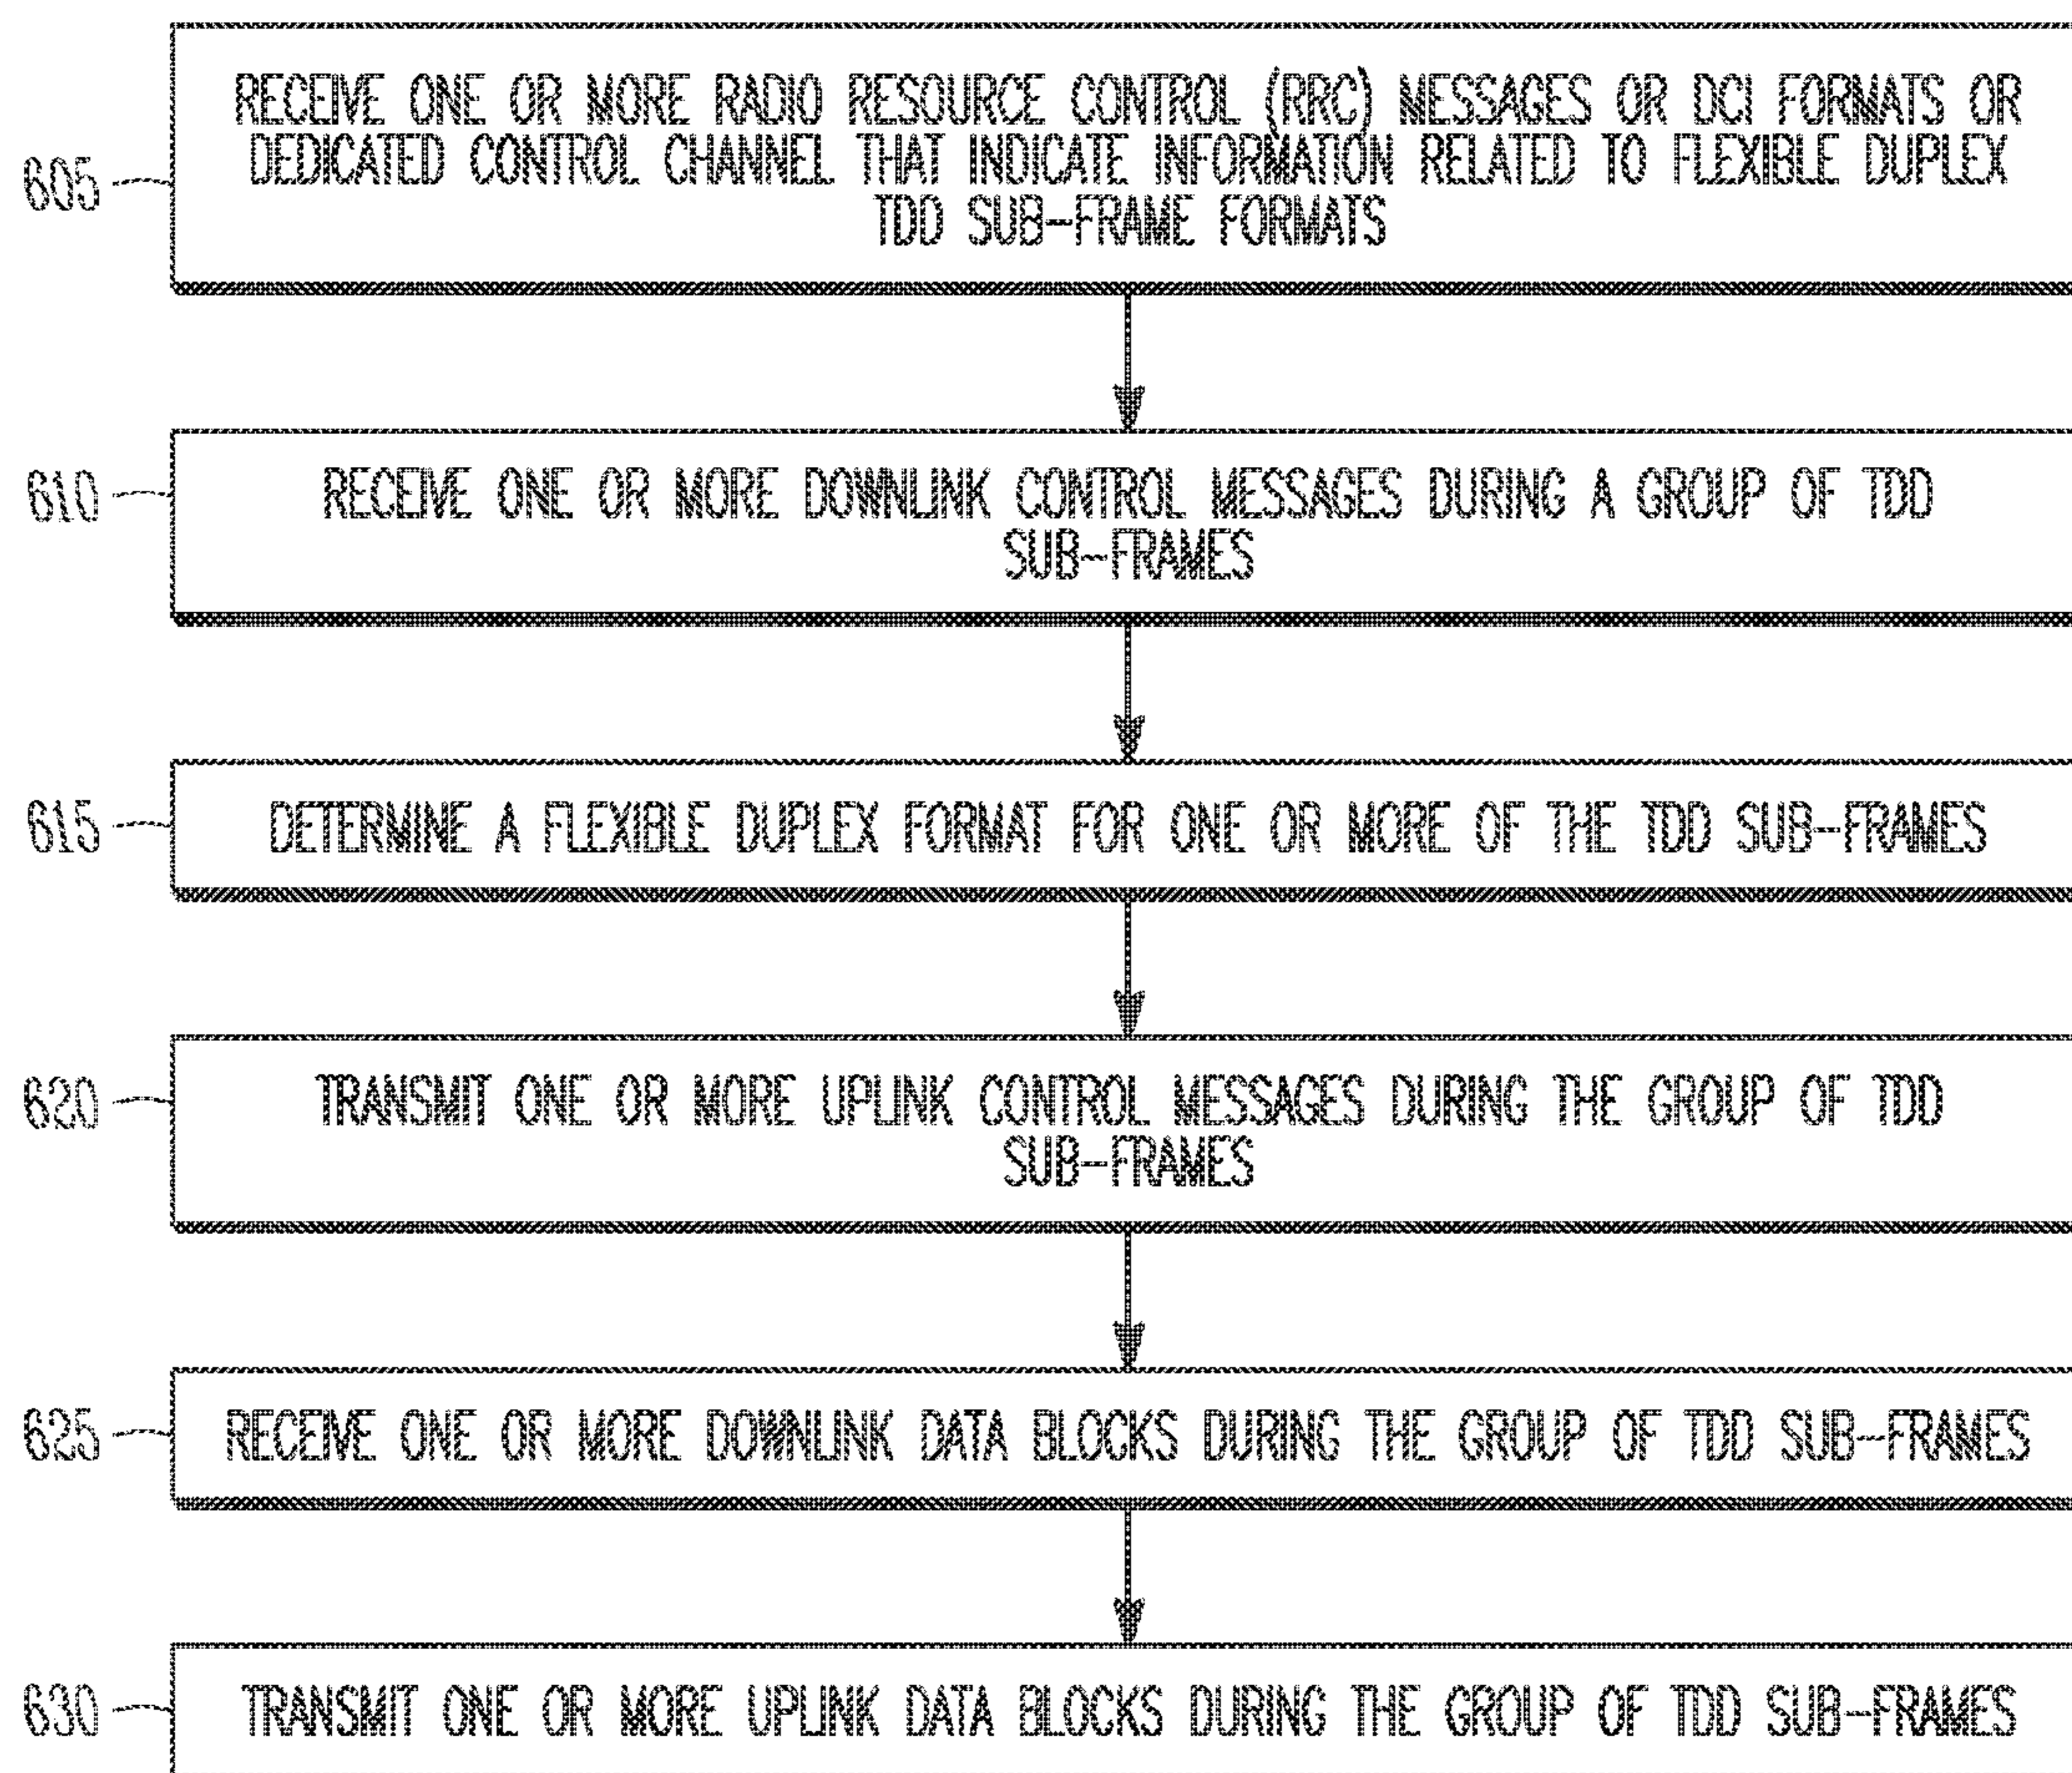 605
RECEIVE ONE OR MORE RADIO RESOURCE CONTROL (RRC) MESSAGES OR DCI FORMATS OR
DEDICATED CONTROL CHANNEL THAT INDICATE INFORMATION RELATED TO FLEXIBLE DUPLEX
TDD SUB-FRAME FORMATS
610
RECEIVE ONE OR MORE DOWNLINK CONTROL MESSAGES DURING A GROUP OF TDD
SUB-FRAMES
615
DETERMINE A FLEXIBLE DUPLEX FORMAT FOR ONE OR MORE OF THE TDD SUB-FRAMES
620
TRANSMIT ONE OR MORE UPLINK CONTROL MESSAGES DURING THE GROUP OF TDD
SUB-FRAMES
625
RECEIVE ONE OR MORE DOWNLINK DATA BLOCKS DURING THE GROUP OF TDD SUB-FRAMES
630
TRANSMIT ONE OR MORE UPLINK DATA BLOCKS DURING THE GROUP OF TDD SUB-FRAMES